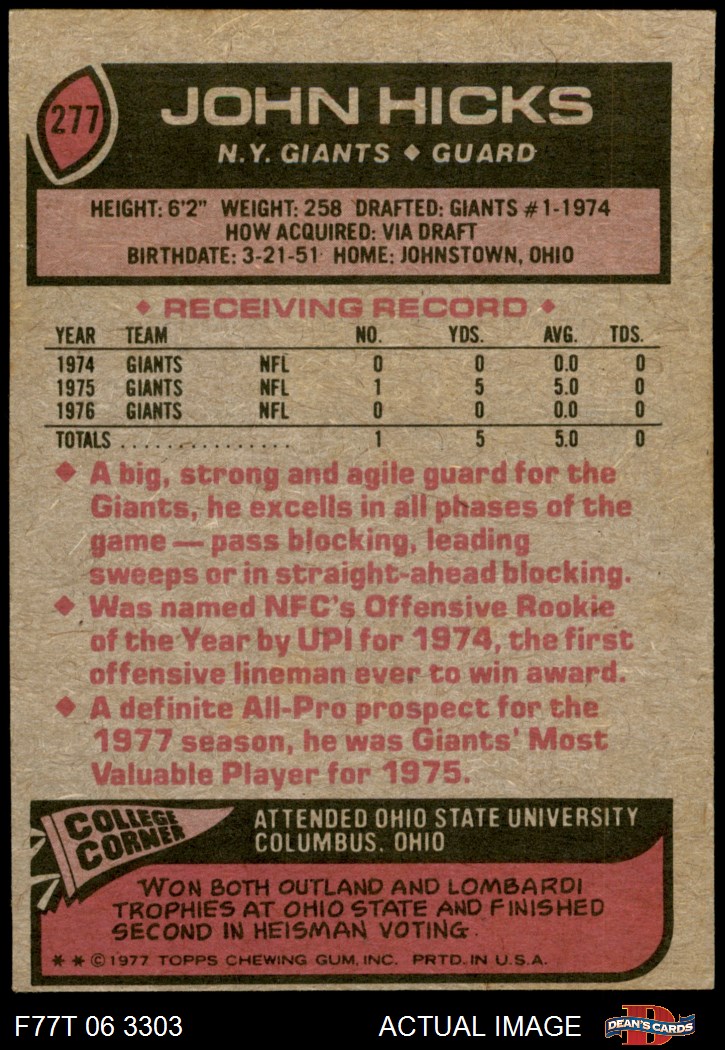 277
JOHN HICKS
N.Y. GIANTS ◆ GUARD
HEIGHT: 6'2" WEIGHT: 258 DRAFTED: GIANTS #1-1974
HOW ACQUIRED: VIA DRAFT
BIRTHDATE: 3-21-51 HOME: JOHNSTOWN, OHIO
◆ RECEIVING RECORD ◆
YEAR TEAM NO. YDS. AVG. TDS.
1974 GIANTS NFL 0 0 0.0 0
1975 GIANTS NFL 1 5 5.0 0
1976 GIANTS NFL 0 0 0.0 0
TOTALS ................ 1 5 5.0 0
◆ A big, strong and agile guard for the
Giants, he excells in all phases of the
game — pass blocking, leading
sweeps or in straight-ahead blocking.
◆ Was named NFC's Offensive Rookie
of the Year by UPI for 1974, the first
offensive lineman ever to win award.
◆ A definite All-Pro prospect for the
1977 season, he was Giants' Most
Valuable Player for 1975.
COLLEGE
CORNER
ATTENDED OHIO STATE UNIVERSITY
COLUMBUS, OHIO
WON BOTH OUTLAND AND LOMBARDI
TROPHIES AT OHIO STATE AND FINISHED
SECOND IN HEISMAN VOTING.
** © 1977 TOPPS CHEWING GUM, INC. PRTD. IN U.S.A.
F77T 06 3303 ACTUAL IMAGE
D
DEAN'S CARDS